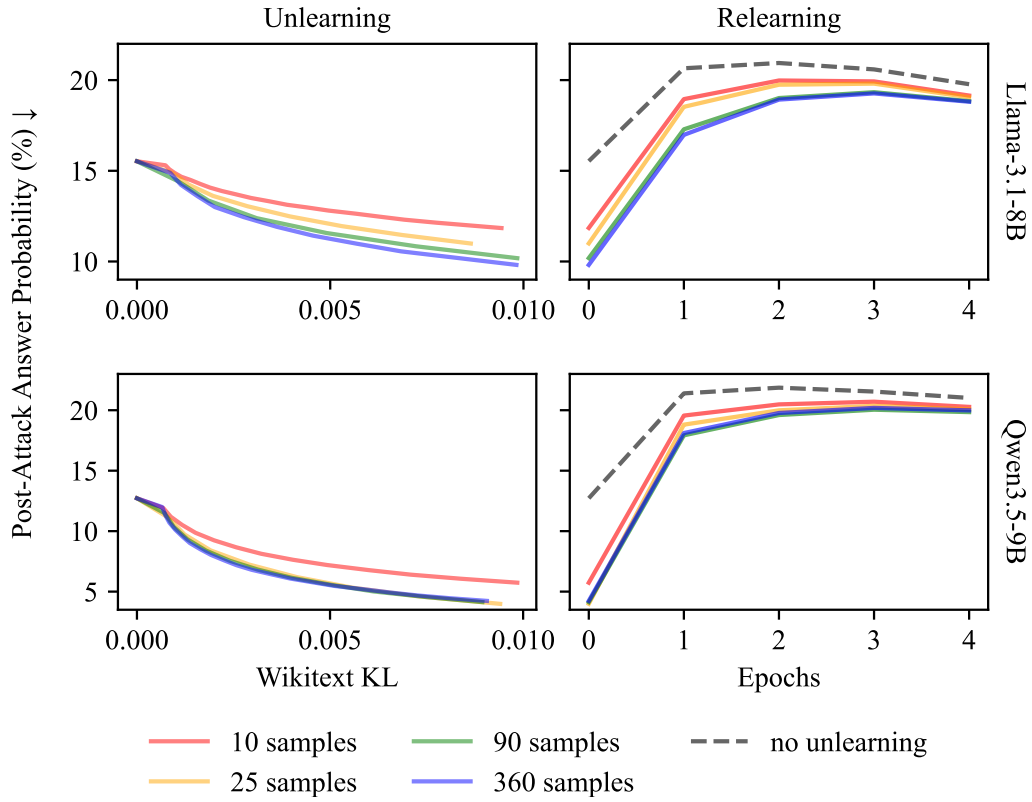 Unlearning
Relearning
Post-Attack Answer Probability (%) ↓
20
15
10
0.000
0.005
0.010
0
1
2
3
4
Llama-3.1-8B
20
15
10
5
0.000
0.005
0.010
Wikitext KL
0
1
2
3
4
Epochs
Qwen3.5-9B
10 samples
90 samples
no unlearning
25 samples
360 samples